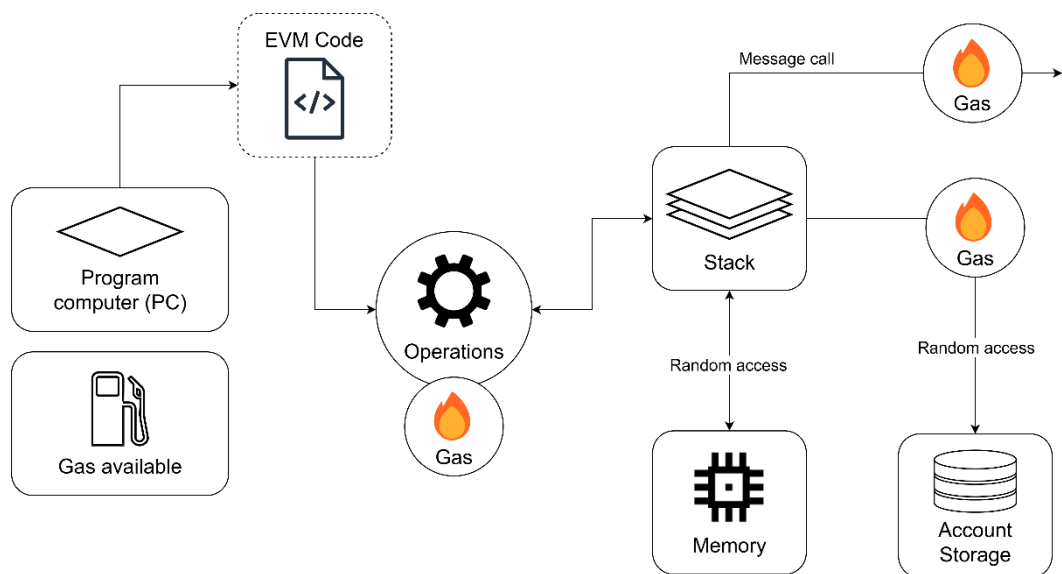 EVM Code
</>
Message call
Gas
Program
computer (PC)
Stack
Gas
Operations
Random access
Random access
Gas available
Gas
Memory
Account
Storage